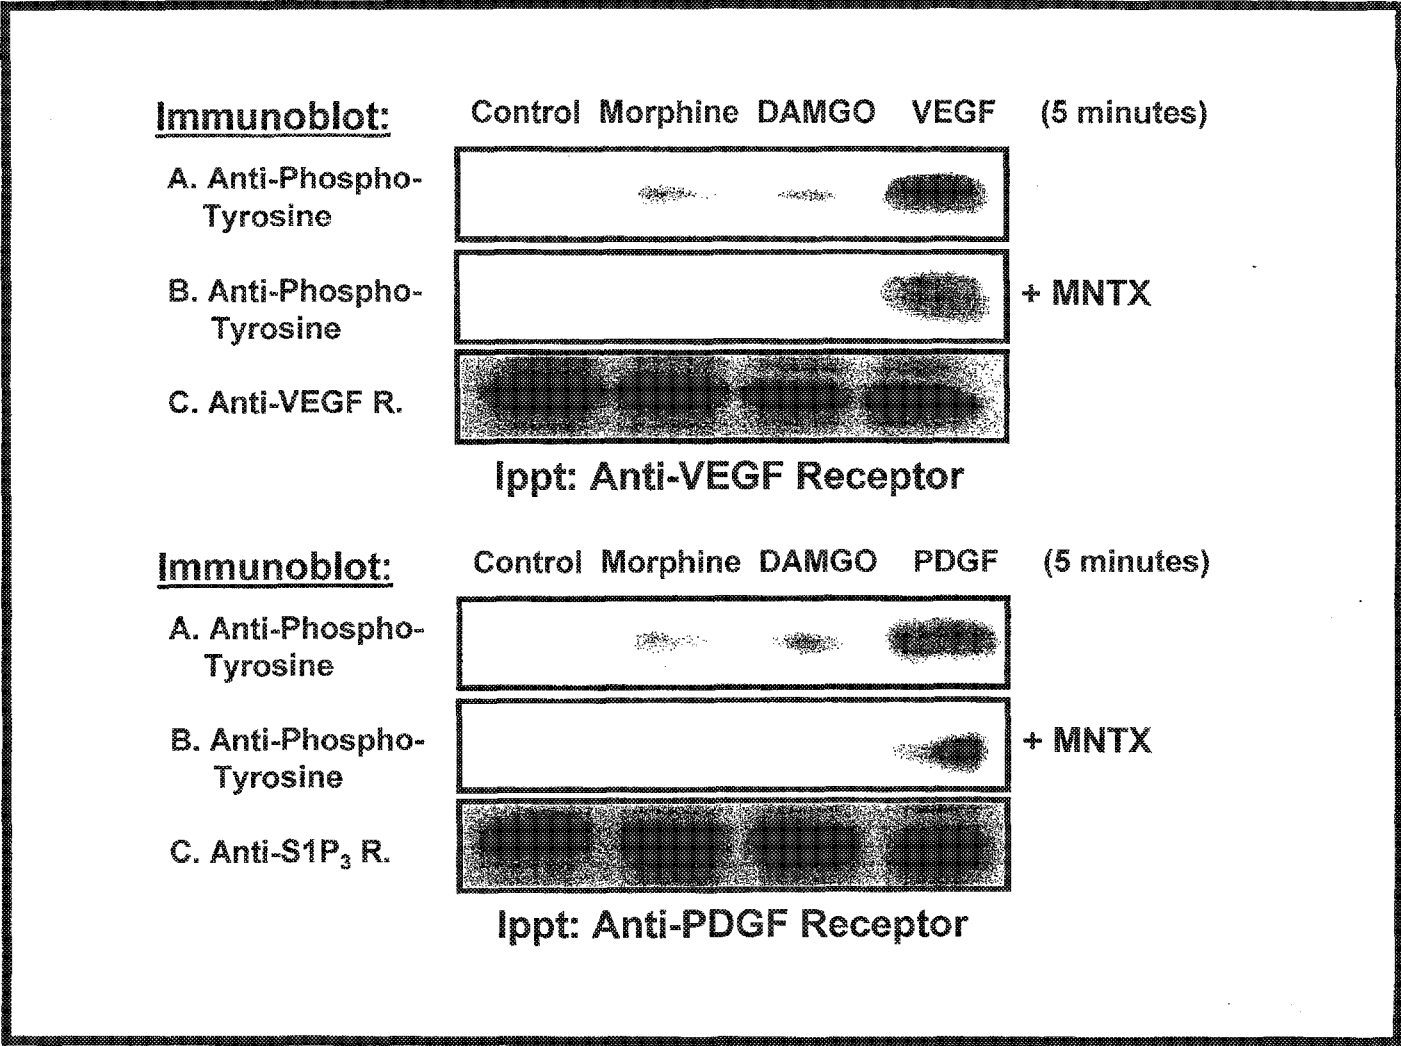 Immunoblot: Control Morphine DAMGO VEGF (5 minutes)
A. Anti-Phospho-
Tyrosine
B. Anti-Phospho-
Tyrosine
+ MNTX
C. Anti-VEGF R.
Ippt: Anti-VEGF Receptor
Immunoblot: Control Morphine DAMGO PDGF (5 minutes)
A. Anti-Phospho-
Tyrosine
B. Anti-Phospho-
Tyrosine
+ MNTX
C. Anti-S1P₃ R.
Ippt: Anti-PDGF Receptor